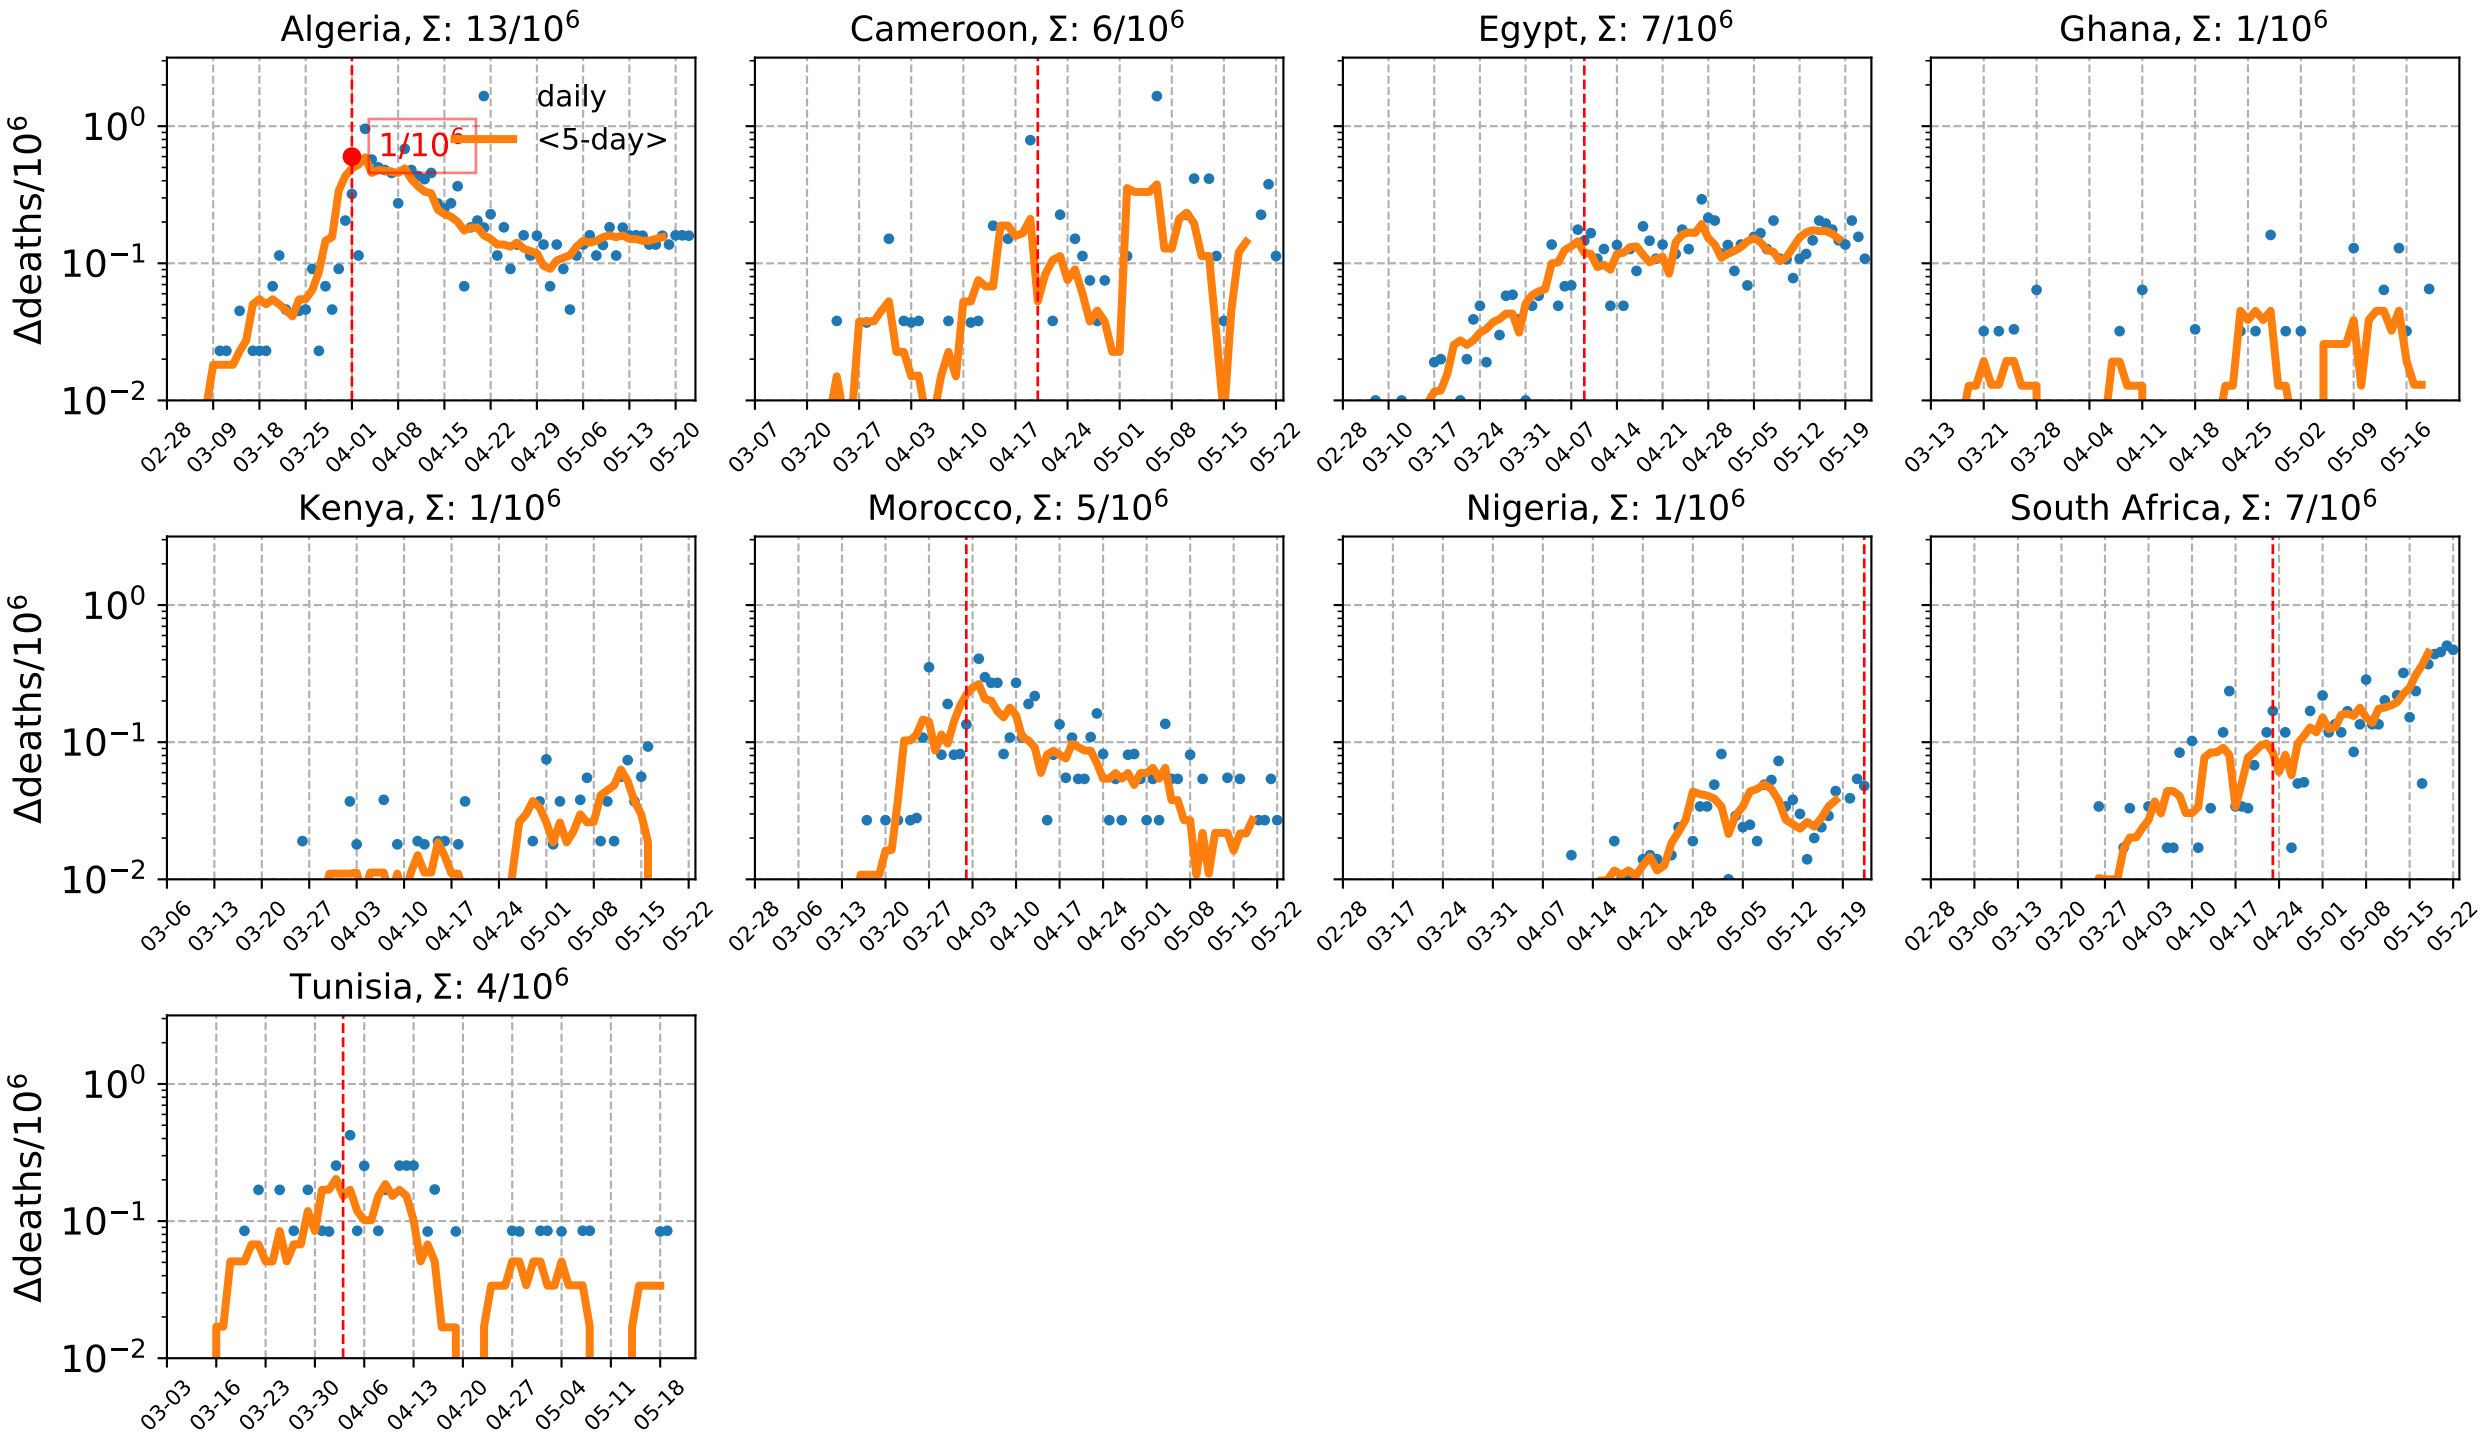 Algeria, Σ: 13/10⁶
Cameroon, Σ: 6/10⁶
Egypt, Σ: 7/10⁶
Ghana, Σ: 1/10⁶
Δdeaths/10⁶
10⁰
10⁻¹
10⁻²
1/10⁶
daily
<5-day>
02-28 03-09 03-18 03-25 04-01 04-08 04-15 04-22 04-29 05-06 05-13 05-20
03-07 03-20 03-27 04-03 04-10 04-17 04-24 05-01 05-08 05-15 05-22
02-28 03-10 03-17 03-24 03-31 04-07 04-14 04-21 04-28 05-05 05-12 05-19
03-13 03-21 03-28 04-04 04-11 04-18 04-25 05-02 05-09 05-16
Kenya, Σ: 1/10⁶
Morocco, Σ: 5/10⁶
Nigeria, Σ: 1/10⁶
South Africa, Σ: 7/10⁶
Δdeaths/10⁶
10⁰
10⁻¹
10⁻²
03-06 03-13 03-20 03-27 04-03 04-10 04-17 04-24 05-01 05-08 05-15 05-22
02-28 03-06 03-13 03-20 03-27 04-03 04-10 04-17 04-24 05-01 05-08 05-15 05-22
02-28 03-17 03-24 03-31 04-07 04-14 04-21 04-28 05-05 05-12 05-19
02-28 03-06 03-13 03-20 03-27 04-03 04-10 04-17 04-24 05-01 05-08 05-15 05-22
Tunisia, Σ: 4/10⁶
Δdeaths/10⁶
10⁰
10⁻¹
10⁻²
03-03 03-16 03-23 03-30 04-06 04-13 04-20 04-27 05-04 05-11 05-18